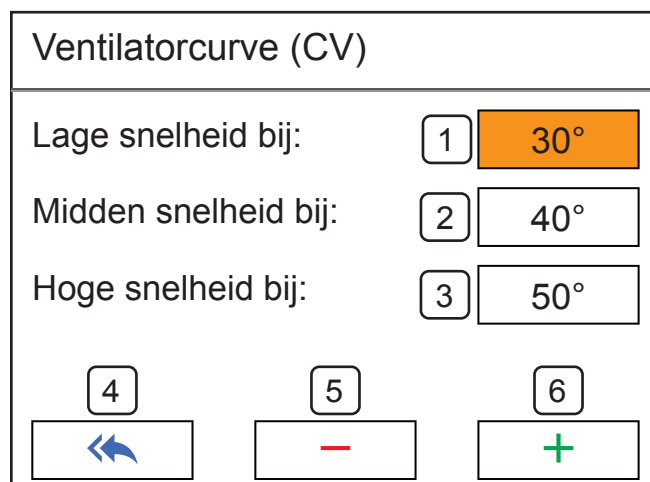 Ventilatorcurve (CV)
Lage snelheid bij: 1 30°
Midden snelheid bij: 2 40°
Hoge snelheid bij: 3 50°
4 5 6
− +